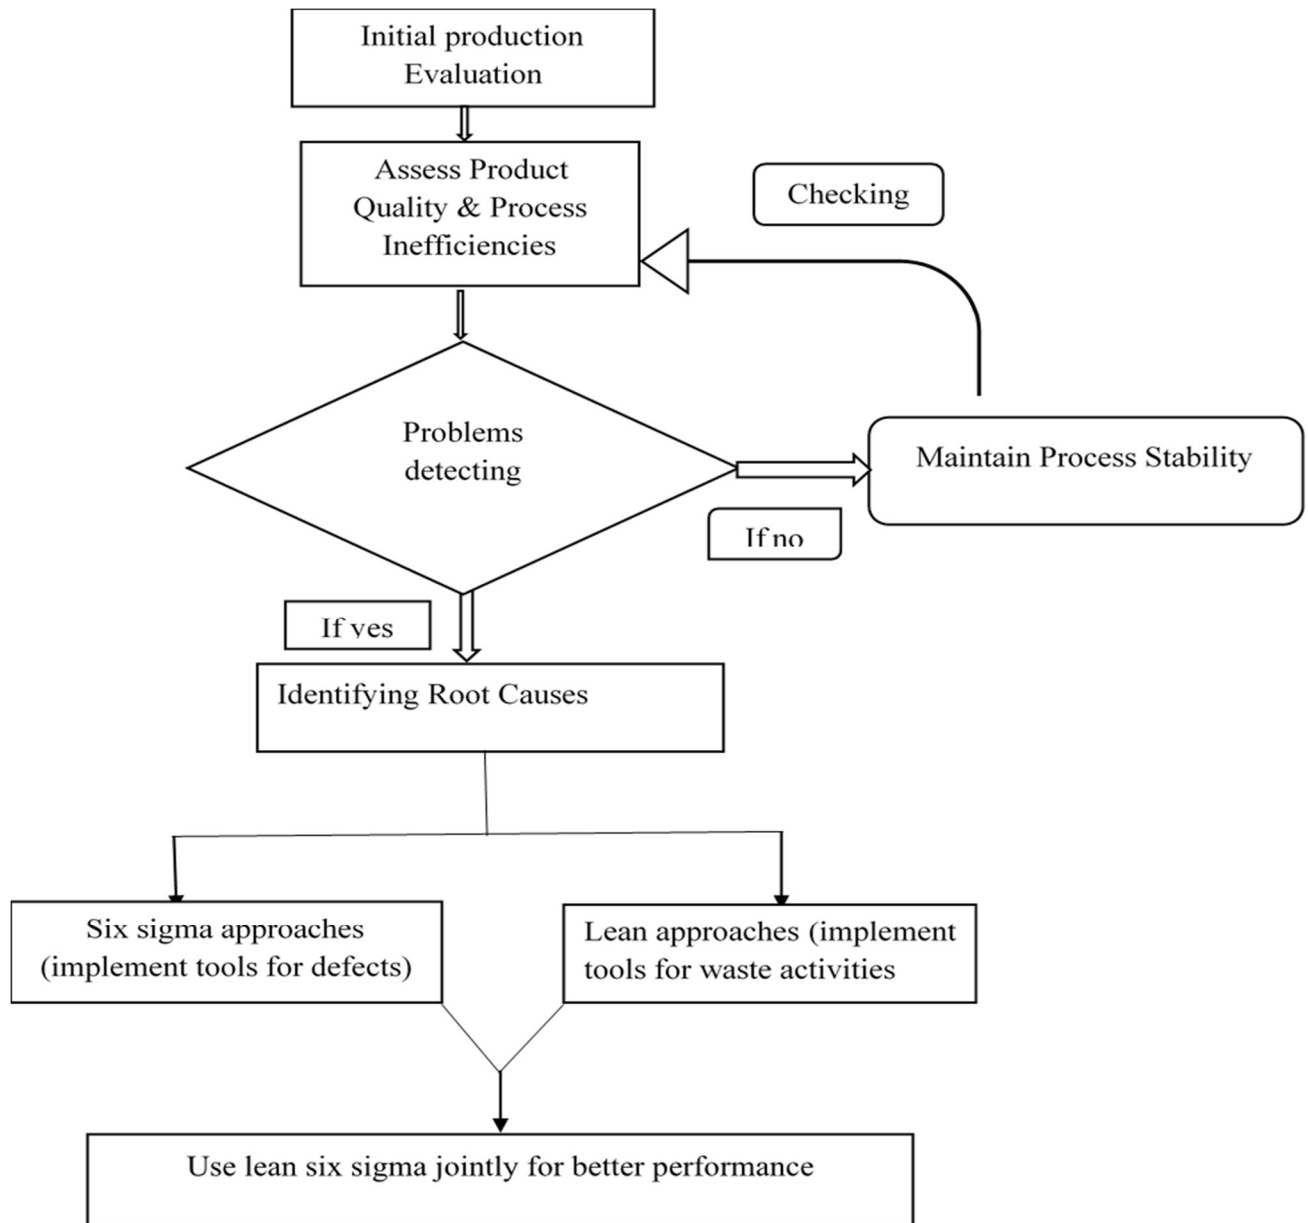 Initial production
Evaluation
Assess Product
Quality & Process
Inefficiencies
Checking
Problems
detecting
Maintain Process Stability
If no
If yes
Identifying Root Causes
Six sigma approaches
(implement tools for defects)
Lean approaches (implement
tools for waste activities
Use lean six sigma jointly for better performance